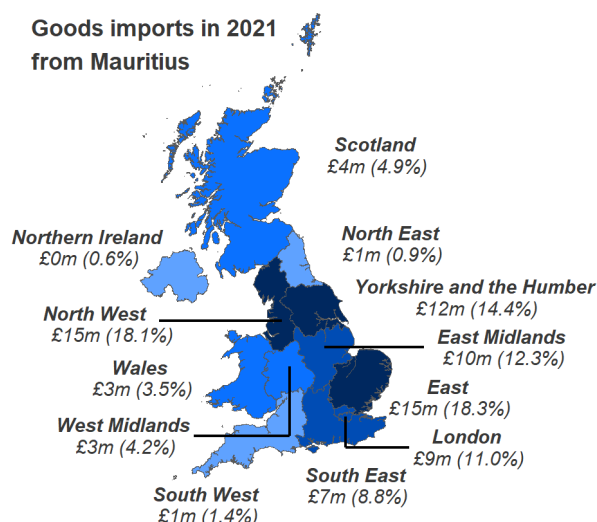 Goods imports in 2021
from Mauritius
Scotland
£4m (4.9%)
Northern Ireland
£0m (0.6%)
North East
£1m (0.9%)
Yorkshire and the Humber
£12m (14.4%)
North West
£15m (18.1%)
East Midlands
£10m (12.3%)
Wales
£3m (3.5%)
East
£15m (18.3%)
West Midlands
£3m (4.2%)
London
£9m (11.0%)
South East
£7m (8.8%)
South West
£1m (1.4%)